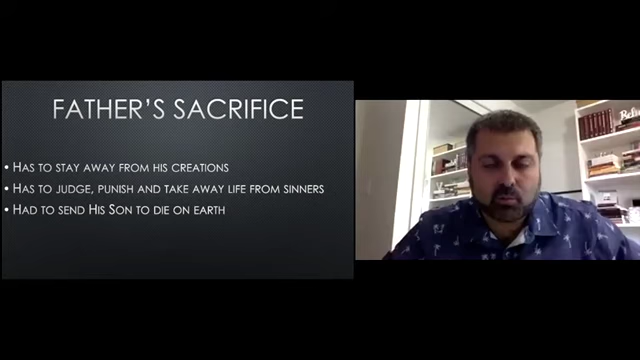 FATHER'S SACRIFICE
• HAS TO STAY AWAY FROM HIS CREATIONS
• HAS TO JUDGE, PUNISH AND TAKE AWAY LIFE FROM SINNERS
• HAD TO SEND HIS SON TO DIE ON EARTH